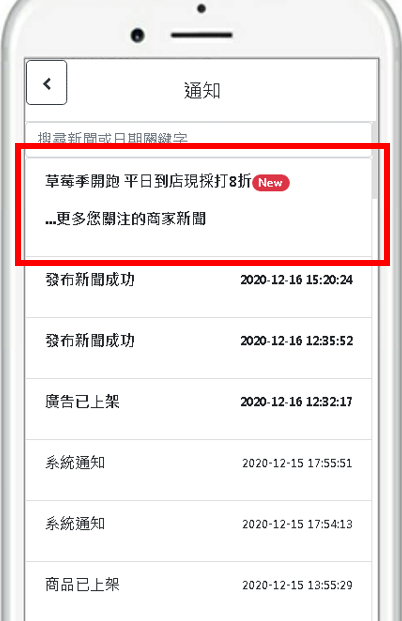 通知
搜尋新聞或日期關鍵字
草莓季開跑 平日到店現採打8折 New
...更多您關注的商家新聞
發布新聞成功 2020-12-16 15:20:24
發布新聞成功 2020-12-16 12:35:52
廣告已上架 2020-12-16 12:32:17
系統通知 2020-12-15 17:55:51
系統通知 2020-12-15 17:54:13
商品已上架 2020-12-15 13:55:29